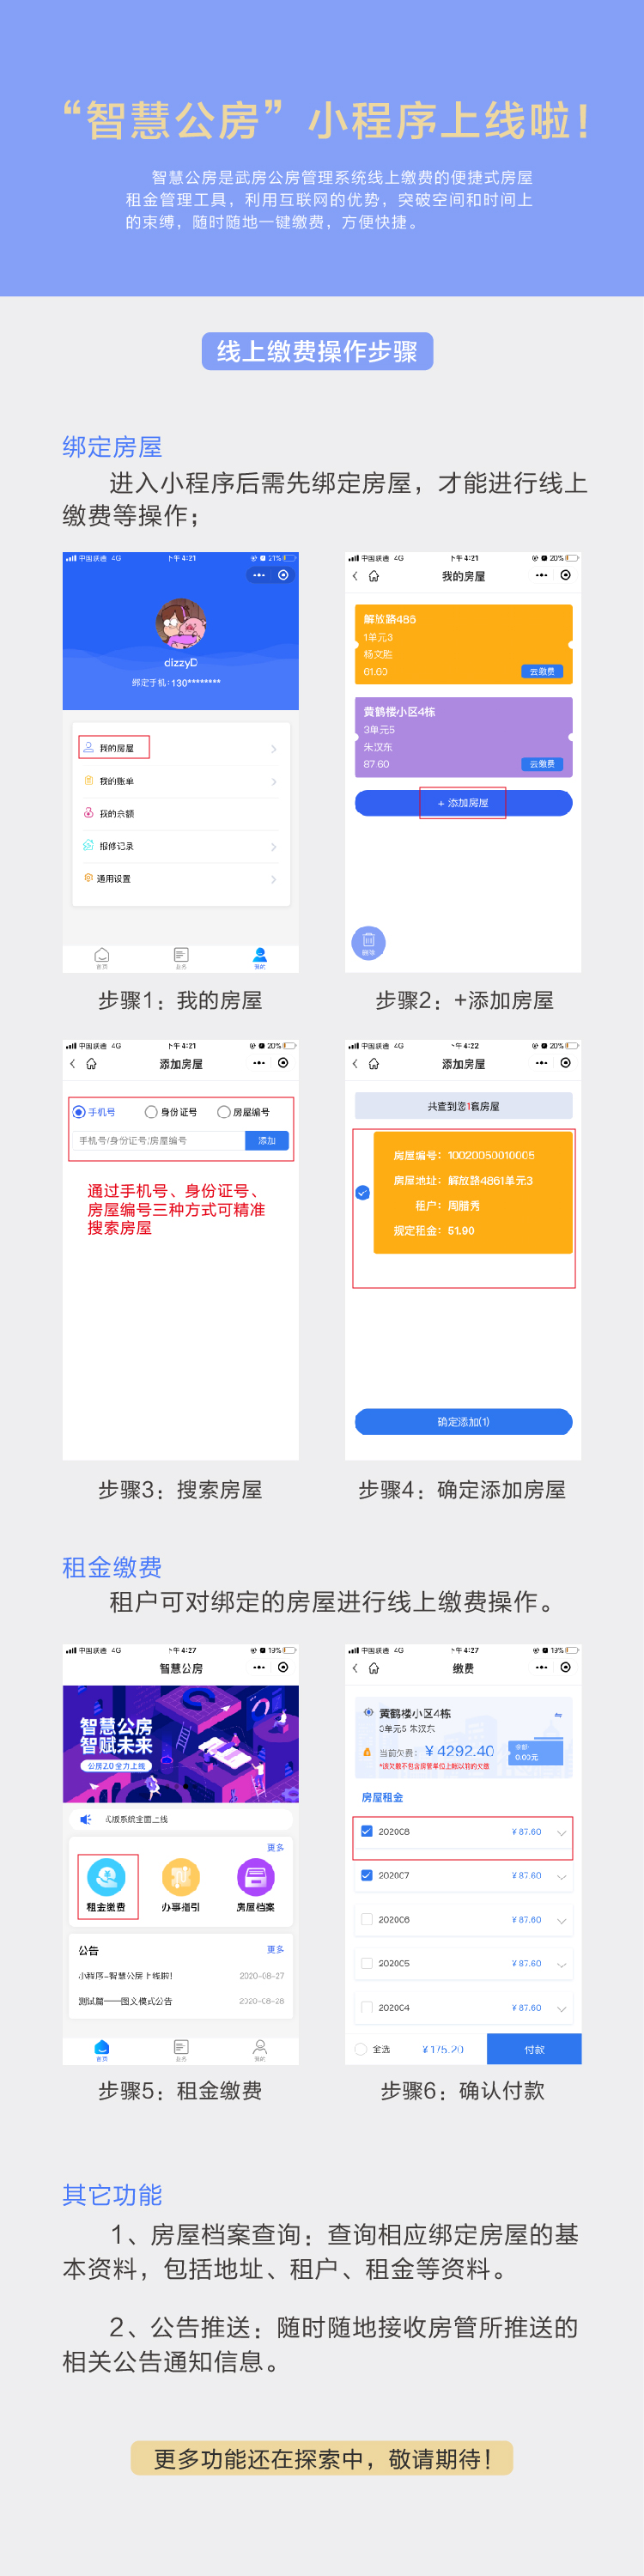 “智慧公房”小程序上线啦！
智慧公房是武房公房管理系统线上缴费的便捷式房屋
租金管理工具，利用互联网的优势，突破空间和时间上
的束缚，随时随地一键缴费，方便快捷。
线上缴费操作步骤
绑定房屋
进入小程序后需先绑定房屋，才能进行线上
缴费等操作；
中国联通 4G 下午4:21 21%
dizzyD
绑定手机：130********
我的房屋
我的账单
我的余额
报修记录
通用设置
首页 业务 我的
步骤1：我的房屋
中国联通 4G 下午4:21 20%
我的房屋
解放路486
1单元3
杨文胜
61.60
去缴费
黄鹤楼小区4栋
3单元5
朱汉东
87.60
去缴费
+ 添加房屋
删除
步骤2：+添加房屋
中国联通 4G 下午4:21 20%
添加房屋
手机号 身份证号 房屋编号
手机号/身份证号/房屋编号 添加
通过手机号、身份证号、
房屋编号三种方式可精准
搜索房屋
步骤3：搜索房屋
中国联通 4G 下午4:22 20%
添加房屋
共查到您1套房屋
房屋编号：10020050010005
房屋地址：解放路4861单元3
租户：周腊秀
规定租金：51.90
确定添加(1)
步骤4：确定添加房屋
租金缴费
租户可对绑定的房屋进行线上缴费操作。
中国联通 4G 下午4:27 19%
智慧公房
智慧公房
智赋未来
公房2.0全力上线
式版系统全面上线
更多
租金缴费 办事指引 房屋档案
公告 更多
小程序-智慧公房上线啦！ 2020-08-27
测试篇——图文模式公告 2020-08-26
首页 业务 我的
步骤5：租金缴费
中国联通 4G 下午4:27 19%
缴费
黄鹤楼小区4栋
3单元5 朱汉东
当前欠费：¥4292.40
余额:
0.00元
房屋租金
202008 ¥87.60
202007 ¥87.60
202006 ¥87.60
202005 ¥87.60
202004 ¥87.60
全选 ¥175.20 付款
步骤6：确认付款
其它功能
1、房屋档案查询：查询相应绑定房屋的基
本资料，包括地址、租户、租金等资料。
2、公告推送：随时随地接收房管所推送的
相关公告通知信息。
更多功能还在探索中，敬请期待！